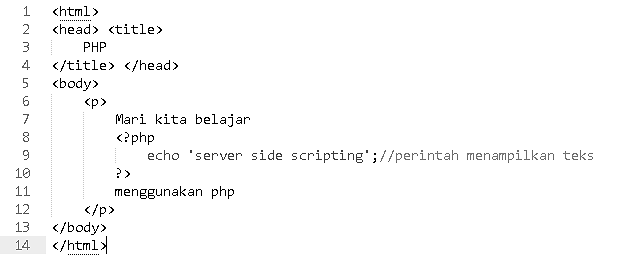 1 <html>
2 <head> <title>
3 PHP
4 </title> </head>
5 <body>
6 <p>
7 Mari kita belajar
8 <?php
9 echo 'server side scripting';//perintah menampilkan teks
10 ?>
11 menggunakan php
12 </p>
13 </body>
14 </html>